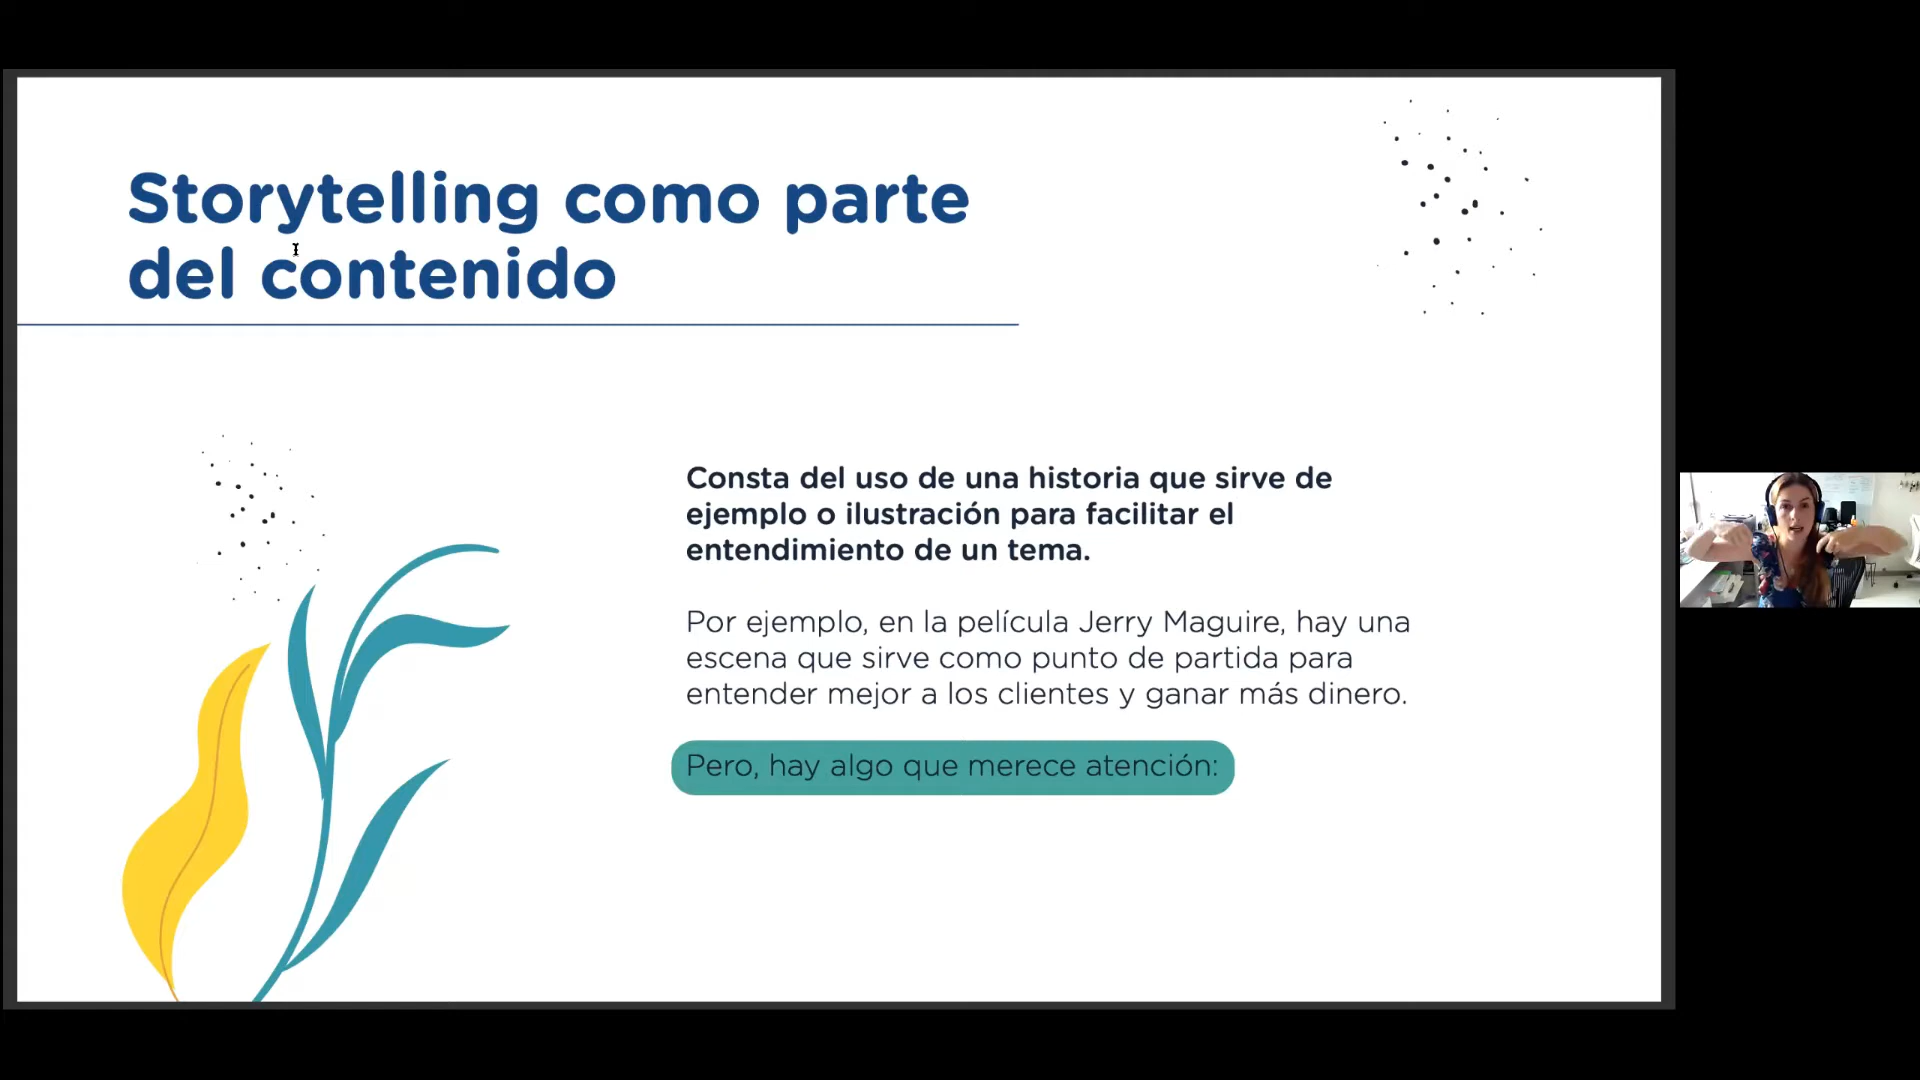 Storytelling como parte
del contenido
Consta del uso de una historia que sirve de
ejemplo o ilustración para facilitar el
entendimiento de un tema.
Por ejemplo, en la película Jerry Maguire, hay una
escena que sirve como punto de partida para
entender mejor a los clientes y ganar más dinero.
Pero, hay algo que merece atención: